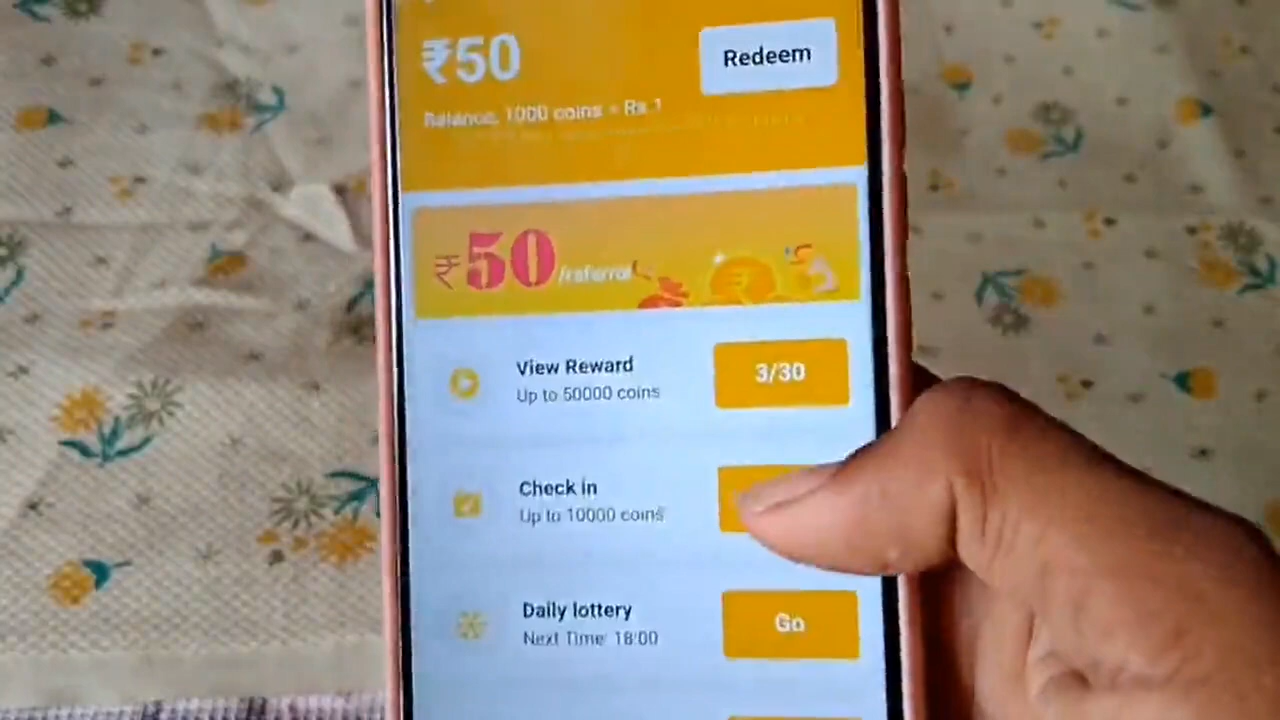 ₹50
Redeem
Balance, 1000 coins = Rs.1
₹50/referral
View Reward
Up to 50000 coins
3/30
Check in
Up to 10000 coins
Daily lottery
Next Time: 18:00
Go